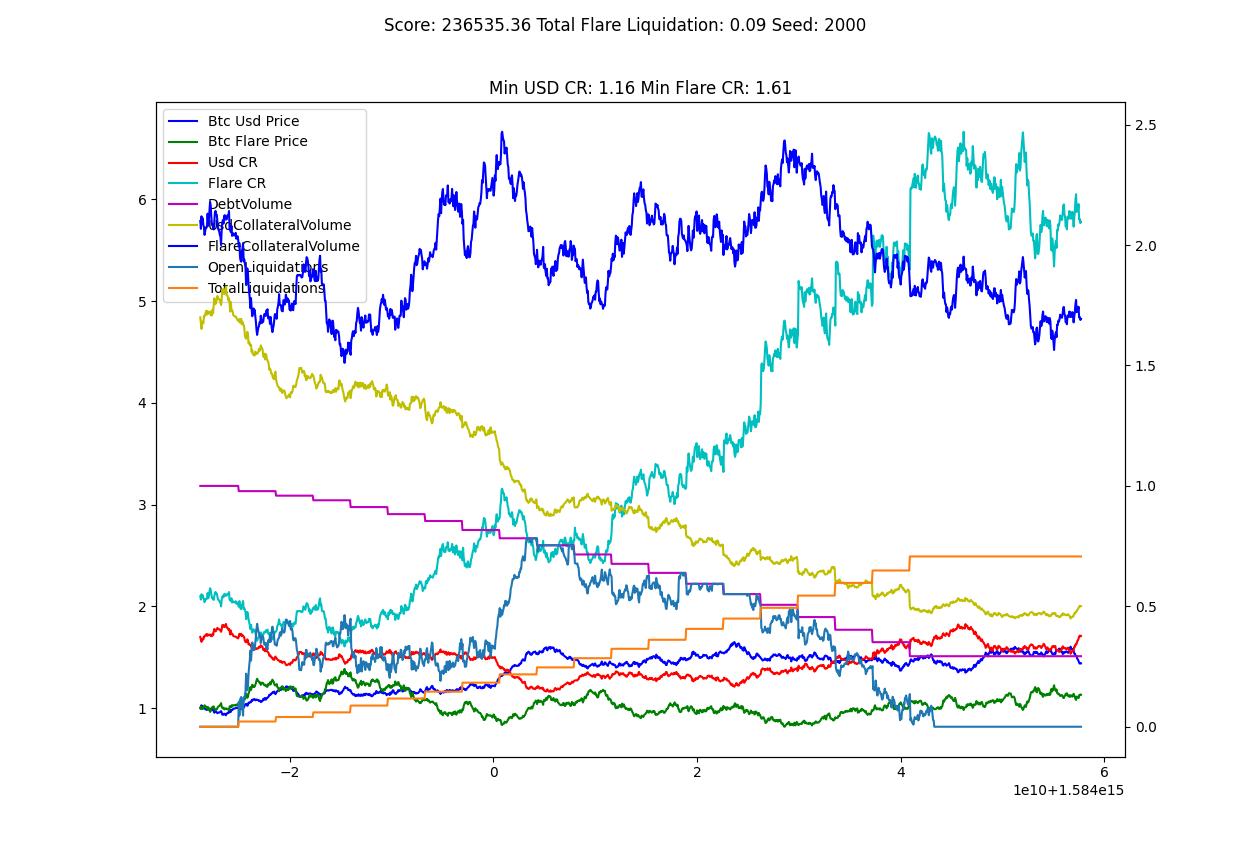 Score: 236535.36 Total Flare Liquidation: 0.09 Seed: 2000
Min USD CR: 1.16 Min Flare CR: 1.61
Btc Usd Price
Btc Flare Price
Usd CR
Flare CR
DebtVolume
UsdCollateralVolume
FlareCollateralVolume
OpenLiquidations
TotalLiquidations
6
5
4
3
2
1
2.5
2.0
1.5
1.0
0.5
0.0
−2 0 2 4 6
1e10+1.584e15